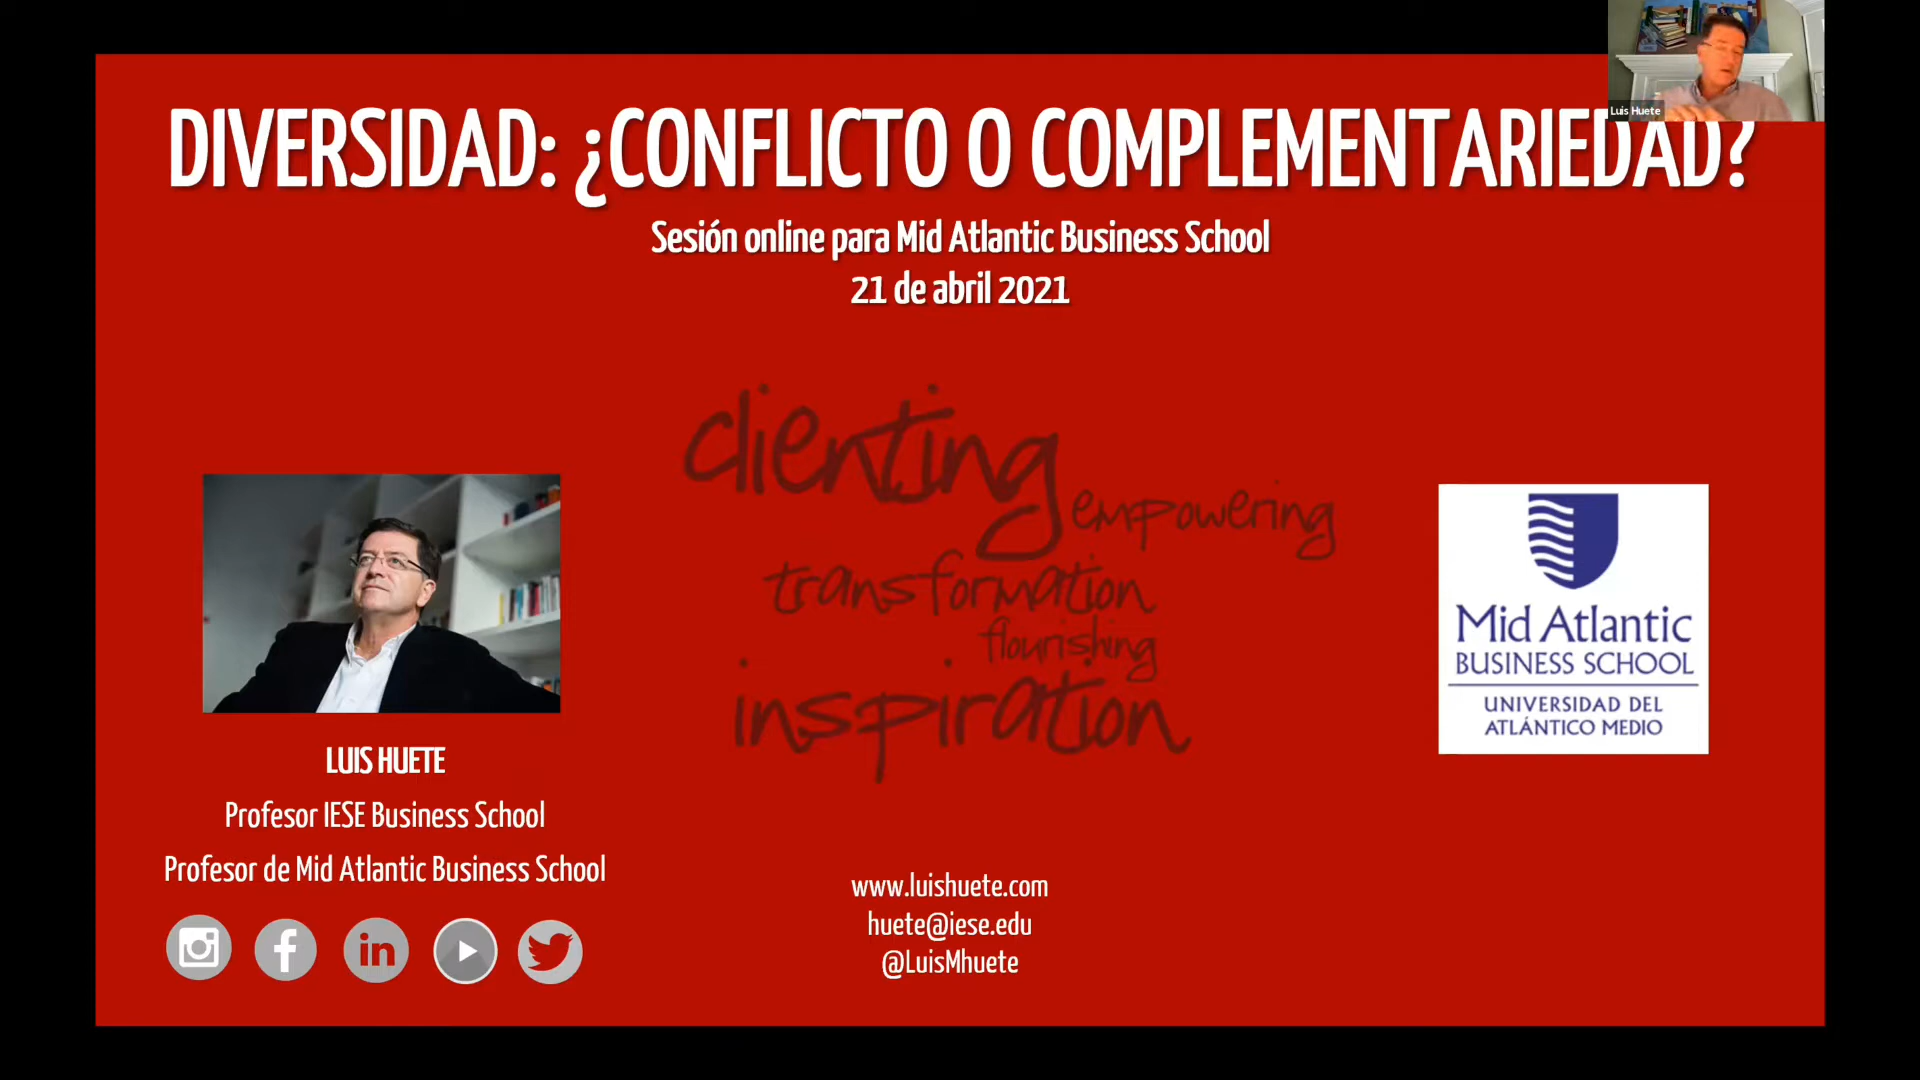 Luis Huete
DIVERSIDAD: ¿CONFLICTO O COMPLEMENTARIEDAD?
Sesión online para Mid Atlantic Business School
21 de abril 2021
clienting
empowering
transformation
flourishing
inspiration
Mid Atlantic
BUSINESS SCHOOL
UNIVERSIDAD DEL
ATLÁNTICO MEDIO
LUIS HUETE
Profesor IESE Business School
Profesor de Mid Atlantic Business School
www.luishuete.com
huete@iese.edu
@LuisMhuete